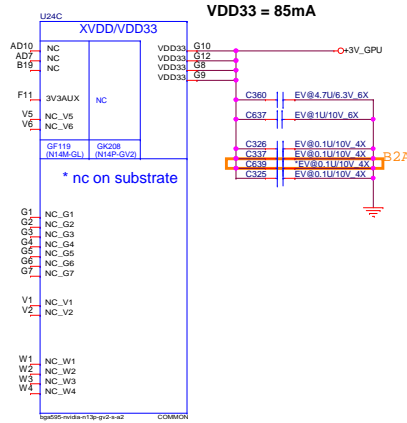 VDD33 = 85mA
U24C
XVDD/VDD33
AD10 NC VDD33 G10 +3V_GPU
AD7 NC VDD33 G12
B19 NC VDD33 G8
VDD33 G9
F11 3V3AUX NC
C360 EV@4.7U/6.3V_6X
V5 NC_V5 C637 EV@1U/10V_6X
V6 NC_V6
GF119 GK208
(N14M-GL) (N14P-GV2)
C326 EV@0.1U/10V_4X
C337 EV@0.1U/10V_4X
C639 *EV@0.1U/10V_4X B2A
C325 EV@0.1U/10V_4X
* nc on substrate
G1 NC_G1
G2 NC_G2
G3 NC_G3
G4 NC_G4
G5 NC_G5
G6 NC_G6
G7 NC_G7
V1 NC_V1
V2 NC_V2
W1 NC_W1
W2 NC_W2
W3 NC_W3
W4 NC_W4
bga595-nvidia-n13p-gv2-s-a2 COMMON